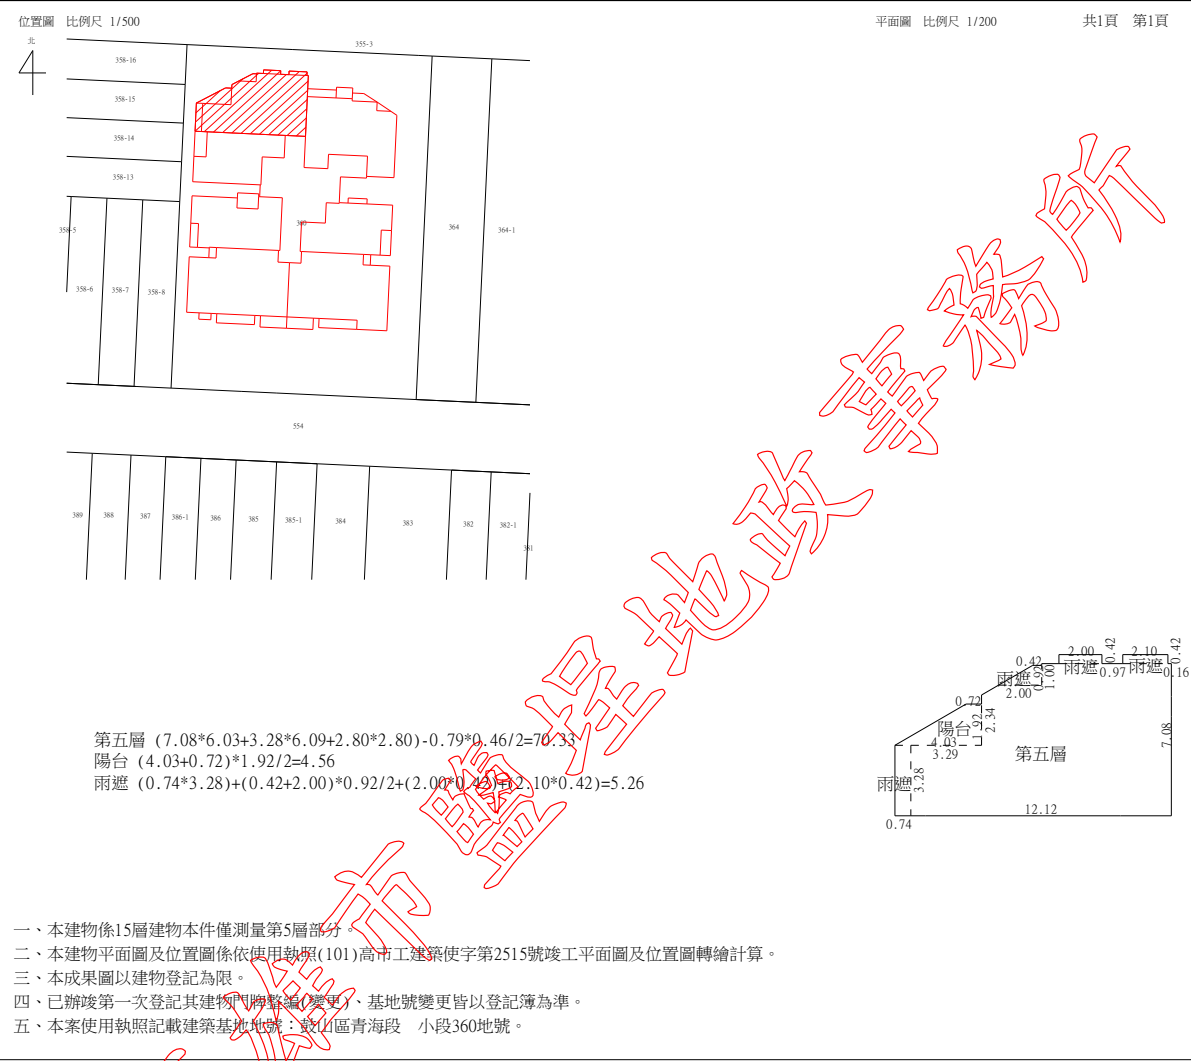 位置圖 比例尺 1/500
平面圖 比例尺 1/200
共1頁 第1頁
北
355-3
358-16
358-15
358-14
358-13
358-5
360
364
364-1
358-6
358-7
358-8
554
389
388
387
386-1
386
385
385-1
384
383
382
382-1
381
2.00
0.42
2.10
0.42
0.42
雨遮
0.97
雨遮
0.16
雨遮
0.92
1.00
2.00
0.72
陽台
1.92
2.34
4.03
3.29
第五層
7.08
雨遮
3.28
12.12
0.74
第五層 (7.08*6.03+3.28*6.09+2.80*2.80)-0.79*0.46/2=70.33
陽台 (4.03+0.72)*1.92/2=4.56
雨遮 (0.74*3.28)+(0.42+2.00)*0.92/2+(2.00*0.42)+(2.10*0.42)=5.26
一、本建物係15層建物本件僅測量第5層部分。
二、本建物平面圖及位置圖係依使用執照(101)高市工建築使字第2515號竣工平面圖及位置圖轉繪計算。
三、本成果圖以建物登記為限。
四、已辦竣第一次登記其建物門牌整編(變更)、基地號變更皆以登記簿為準。
五、本案使用執照記載建築基地地號：鼓山區青海段 小段360地號。
雄市鹽埕地政事務所